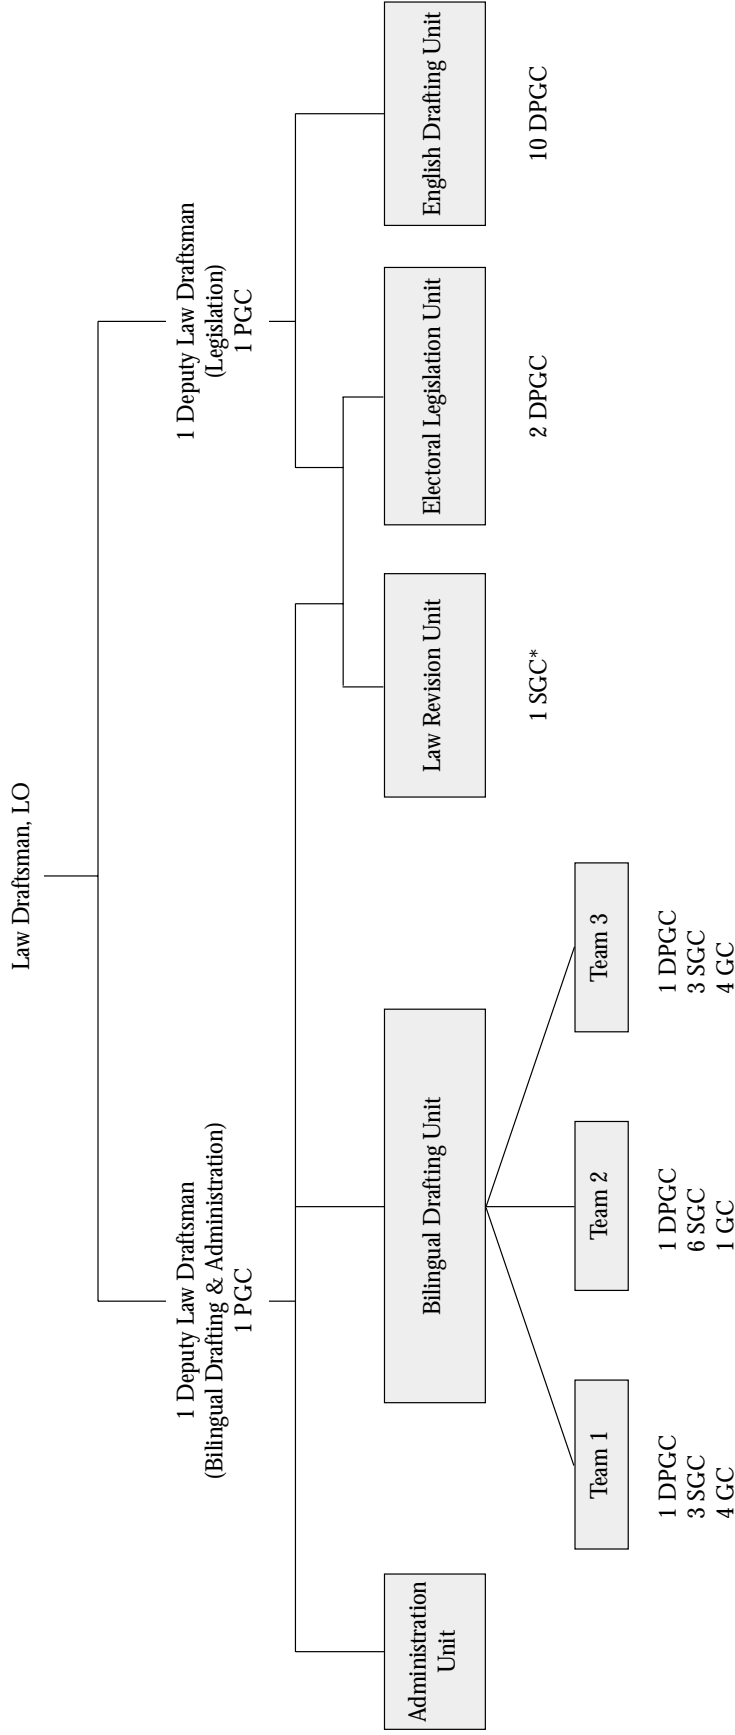 Law Draftsman, LO
1 Deputy Law Draftsman
(Bilingual Drafting & Administration)
1 PGC
1 Deputy Law Draftsman
(Legislation)
1 PGC
Administration
Unit
Bilingual Drafting Unit
Law Revision Unit
Electoral Legislation Unit
English Drafting Unit
1 SGC*
2 DPGC
10 DPGC
Team 1
Team 2
Team 3
1 DPGC
3 SGC
4 GC
1 DPGC
6 SGC
1 GC
1 DPGC
3 SGC
4 GC